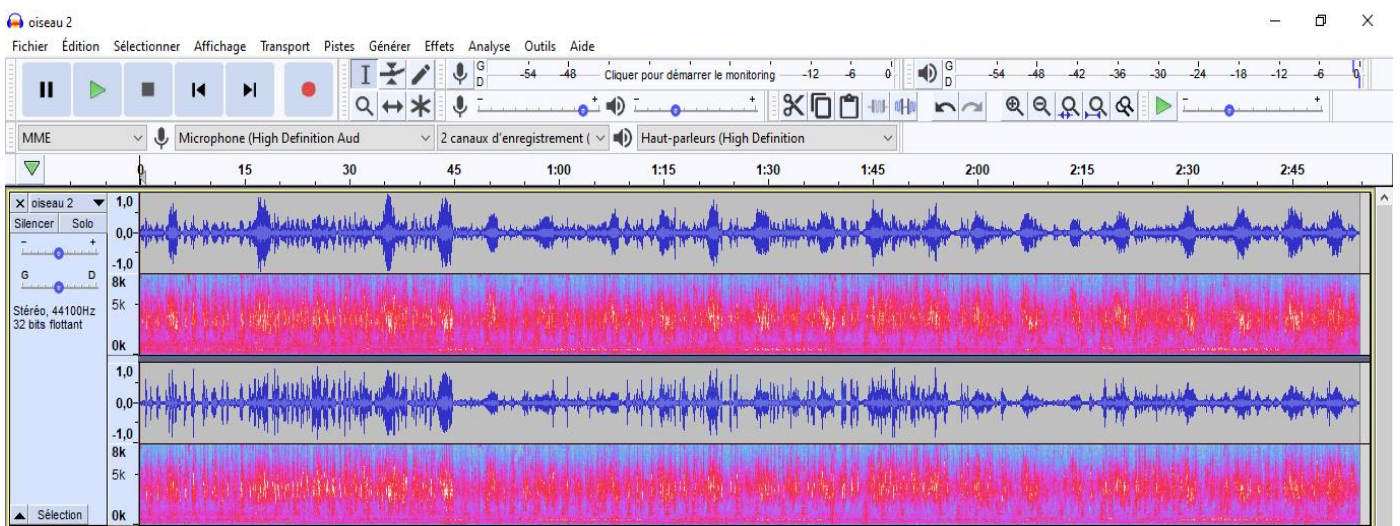 oiseau 2
Fichier Édition Sélectionner Affichage Transport Pistes Générer Effets Analyse Outils Aide
G
D
-54 -48 Cliquer pour démarrer le monitoring -12 -6 0
G
D
-54 -48 -42 -36 -30 -24 -18 -12 -6 0
- +
- +
- +
MME Microphone (High Definition Aud 2 canaux d'enregistrement ( Haut-parleurs (High Definition
0 15 30 45 1:00 1:15 1:30 1:45 2:00 2:15 2:30 2:45
X oiseau 2
Silencer Solo
- +
G D
Stéréo, 44100Hz
32 bits flottant
Sélection
1,0
0,0
-1,0
8k
5k
0k
1,0
0,0
-1,0
8k
5k
0k